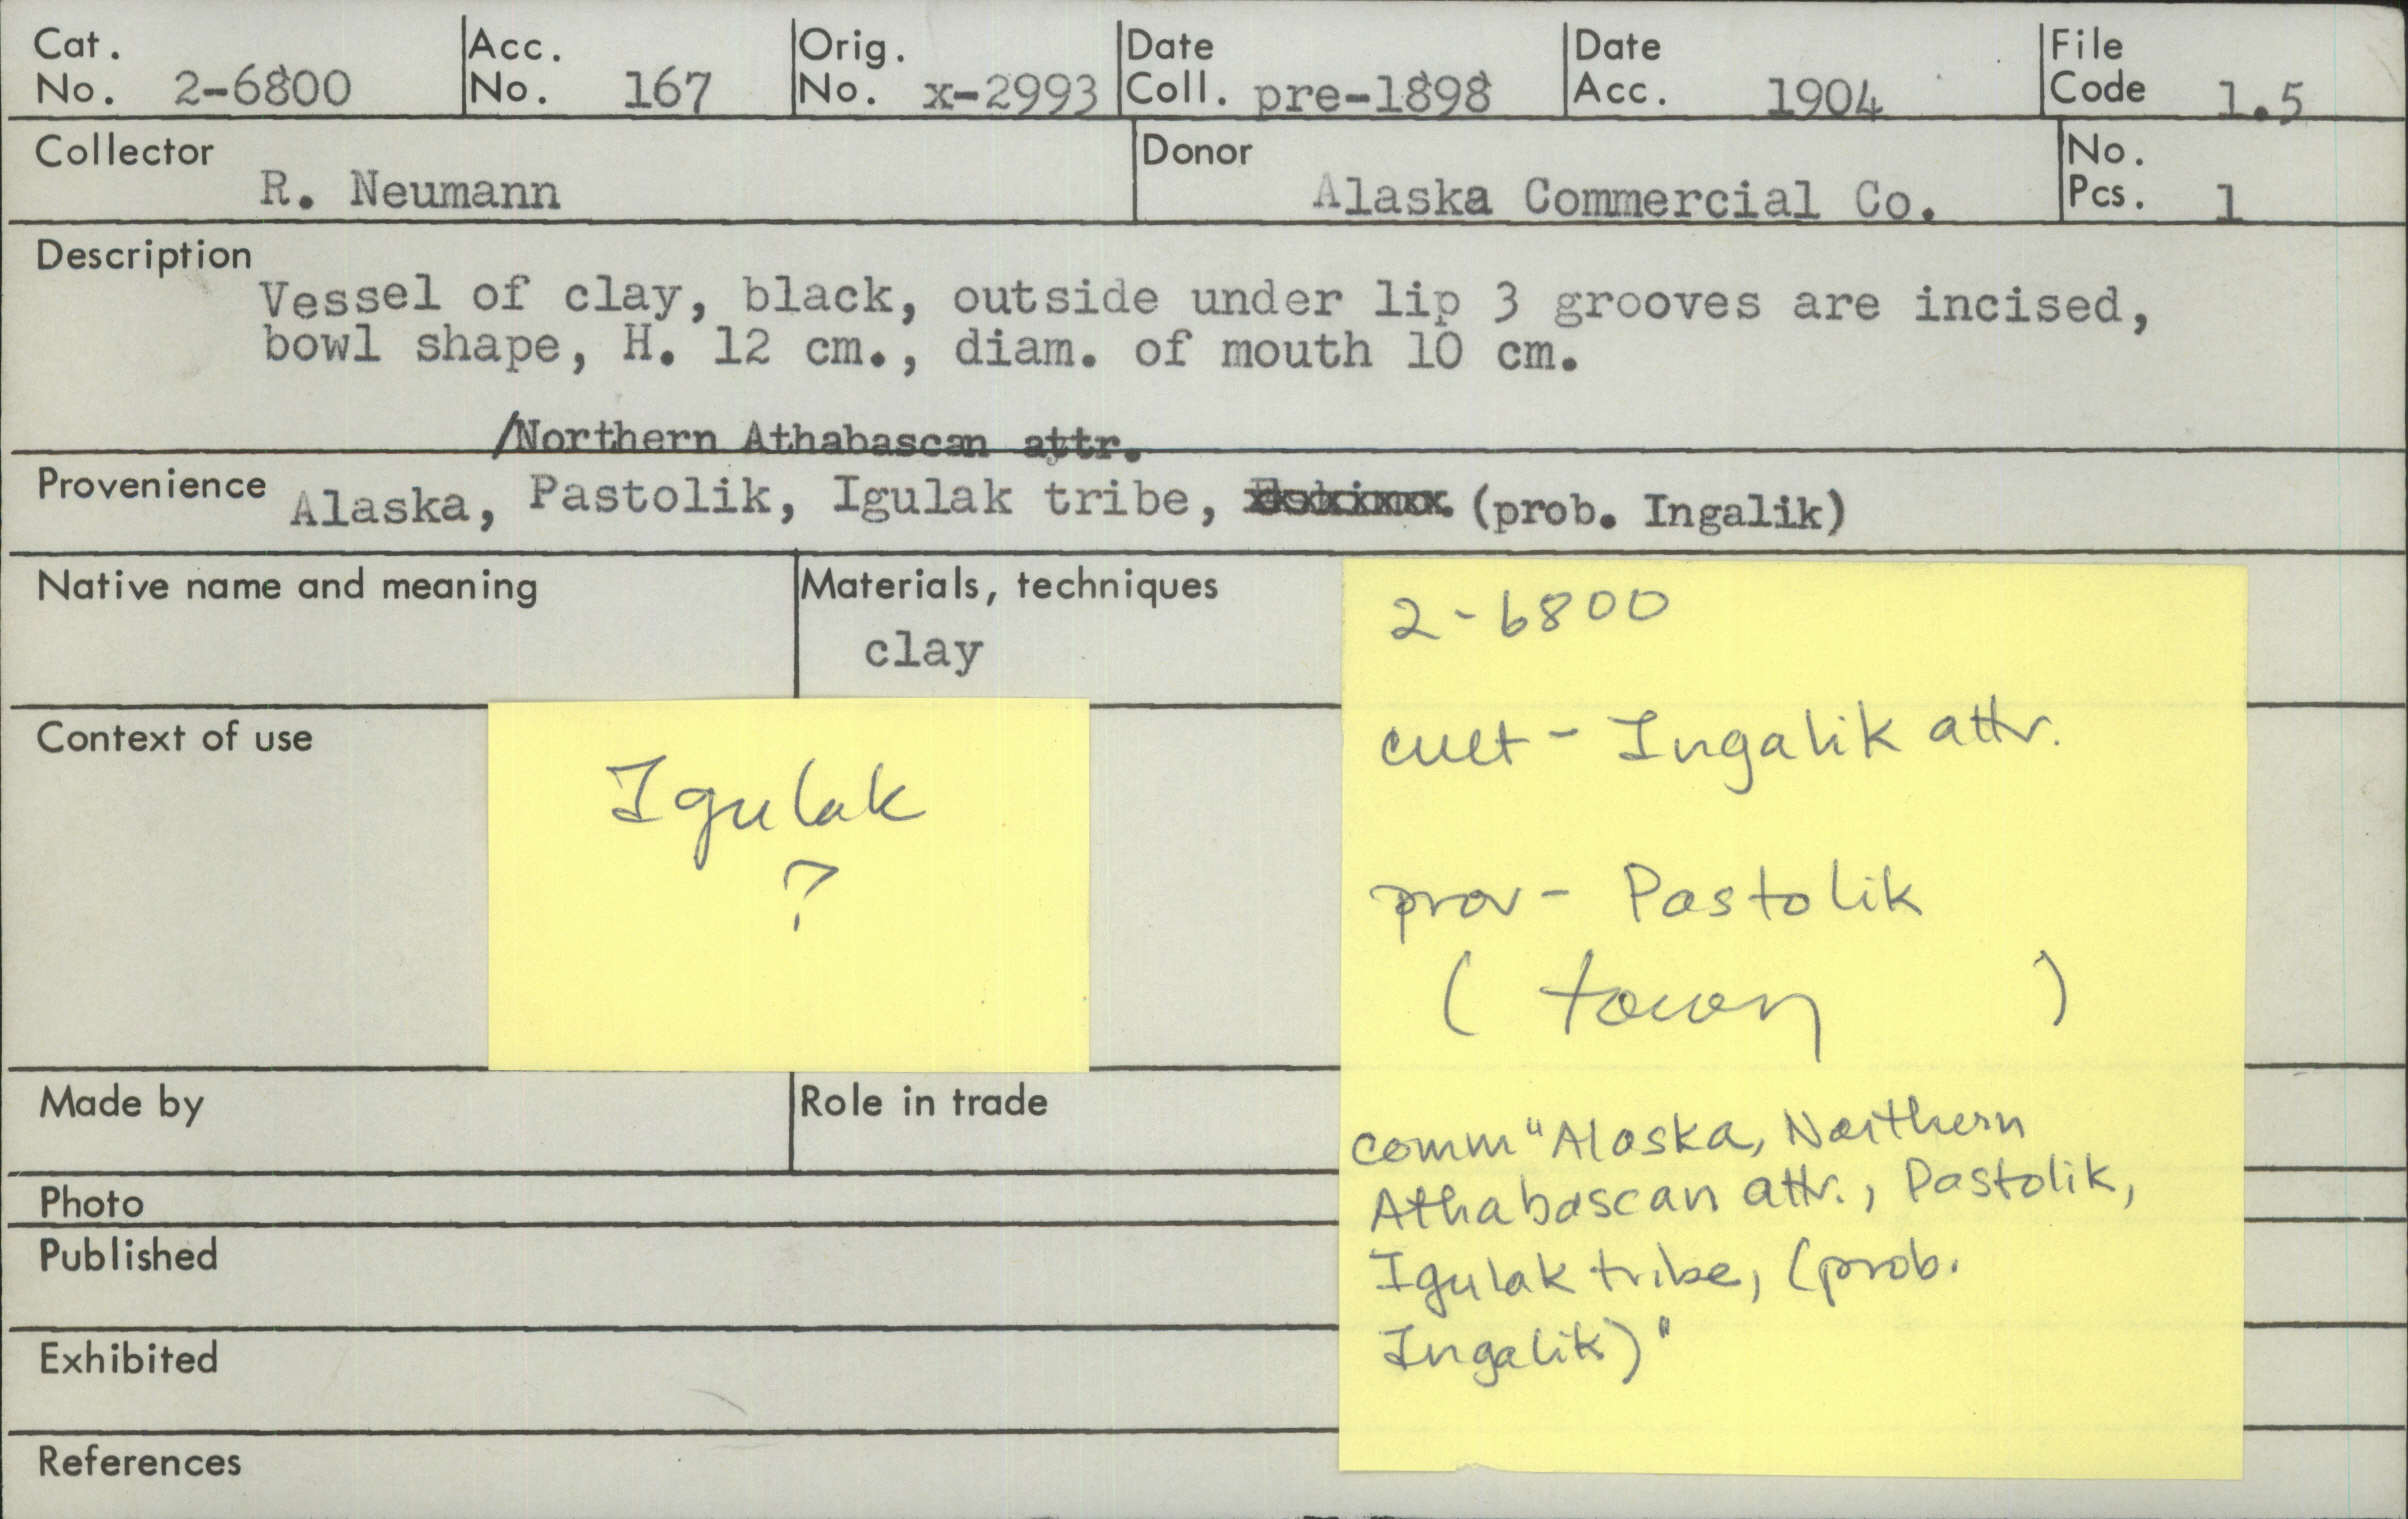 Cat. No. 2-6800 Acc. No. 167 Orig. No. x-2993 Date Coll. pre-1898 Date Acc. 1904 File Code 1.5
Collector R. Neumann Donor Alaska Commercial Co. No. Pcs. 1
Description
Vessel of clay, black, outside under lip 3 grooves are incised,
bowl shape, H. 12 cm., diam. of mouth 10 cm.
/Northern Athabascan attr.
Provenience Alaska, Pastolik, Igulak tribe, (prob. Ingalik)
Native name and meaning
Materials, techniques
clay
Context of use
Igulak
?
2-6800
cult - Ingalik attr.
prov - Pastolik
(town)
comm "Alaska, Northern
Athabascan attr., Pastolik,
Igulak tribe, (prob.
Ingalik)"
Made by
Role in trade
Photo
Published
Exhibited
References